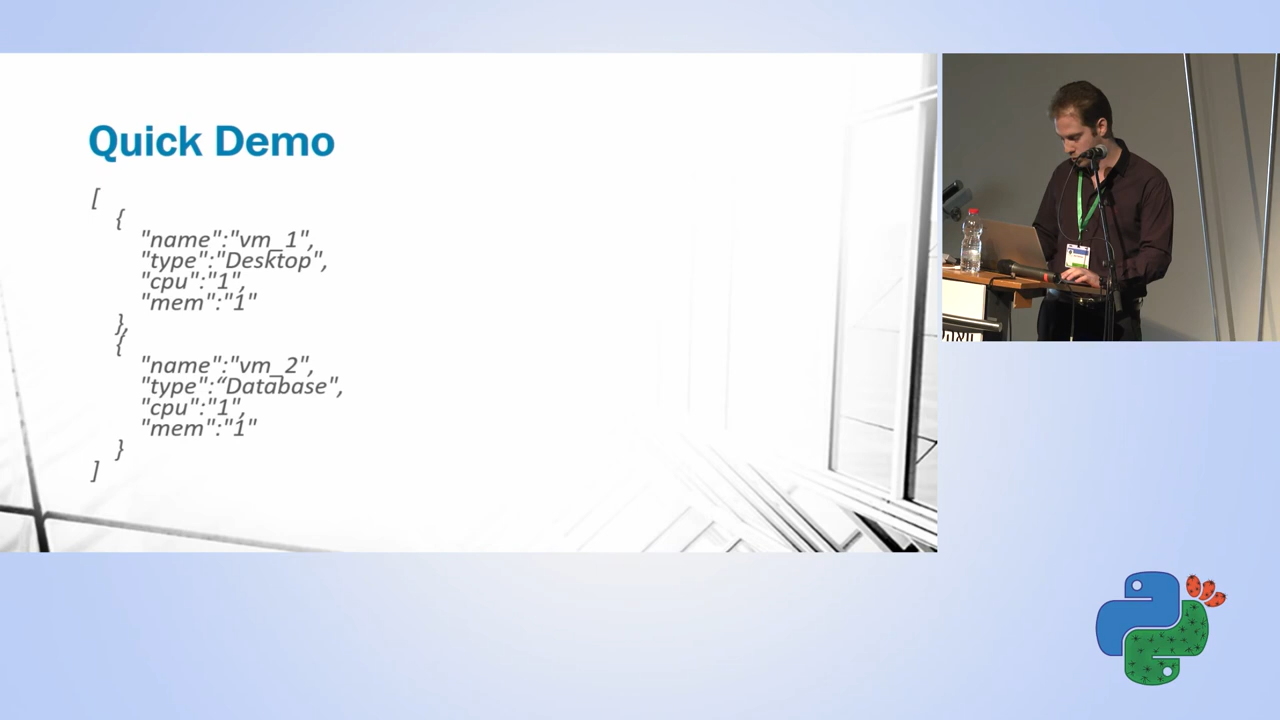 Quick Demo
[
{
"name":"vm_1",
"type":"Desktop",
"cpu":"1",
"mem":"1"
},
{
"name":"vm_2",
"type":“Database",
"cpu":"1",
"mem":"1"
}
]